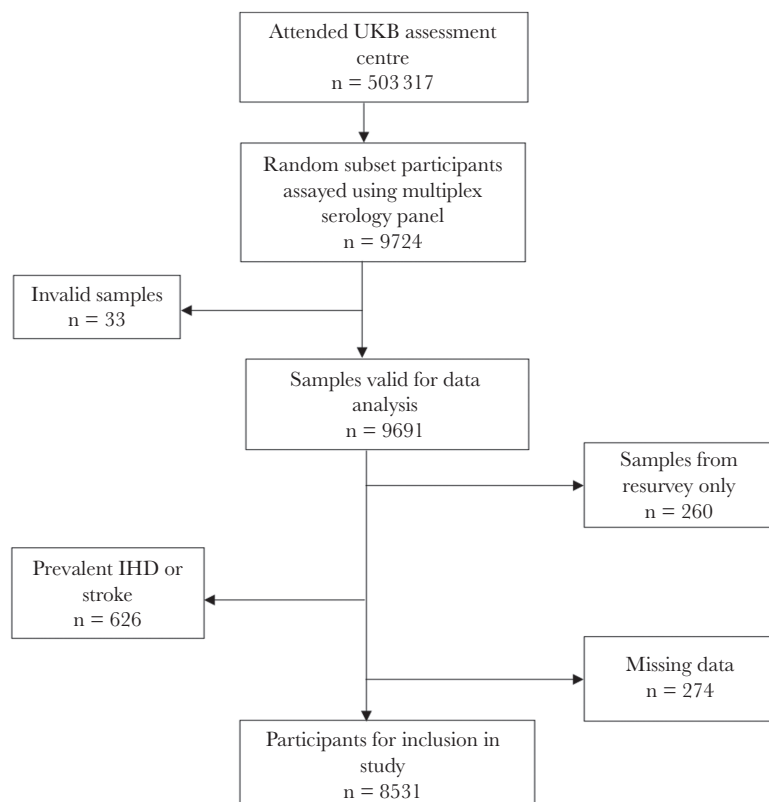 Attended UKB assessment
centre
n = 503 317
Random subset participants
assayed using multiplex
serology panel
n = 9724
Invalid samples
n = 33
Samples valid for data
analysis
n = 9691
Samples from
resurvey only
n = 260
Prevalent IHD or
stroke
n = 626
Missing data
n = 274
Participants for inclusion in
study
n = 8531